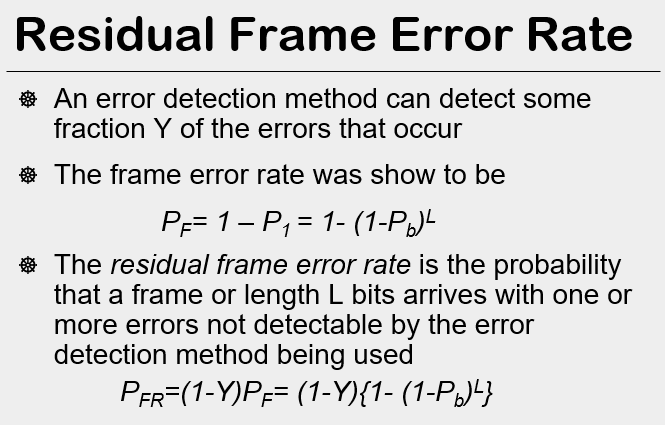 Residual Frame Error Rate
An error detection method can detect some
fraction Y of the errors that occur
The frame error rate was show to be
P_F= 1 – P_1 = 1- (1-P_b)^L
The residual frame error rate is the probability
that a frame or length L bits arrives with one or
more errors not detectable by the error
detection method being used
P_FR=(1-Y)P_F= (1-Y){1- (1-P_b)^L}